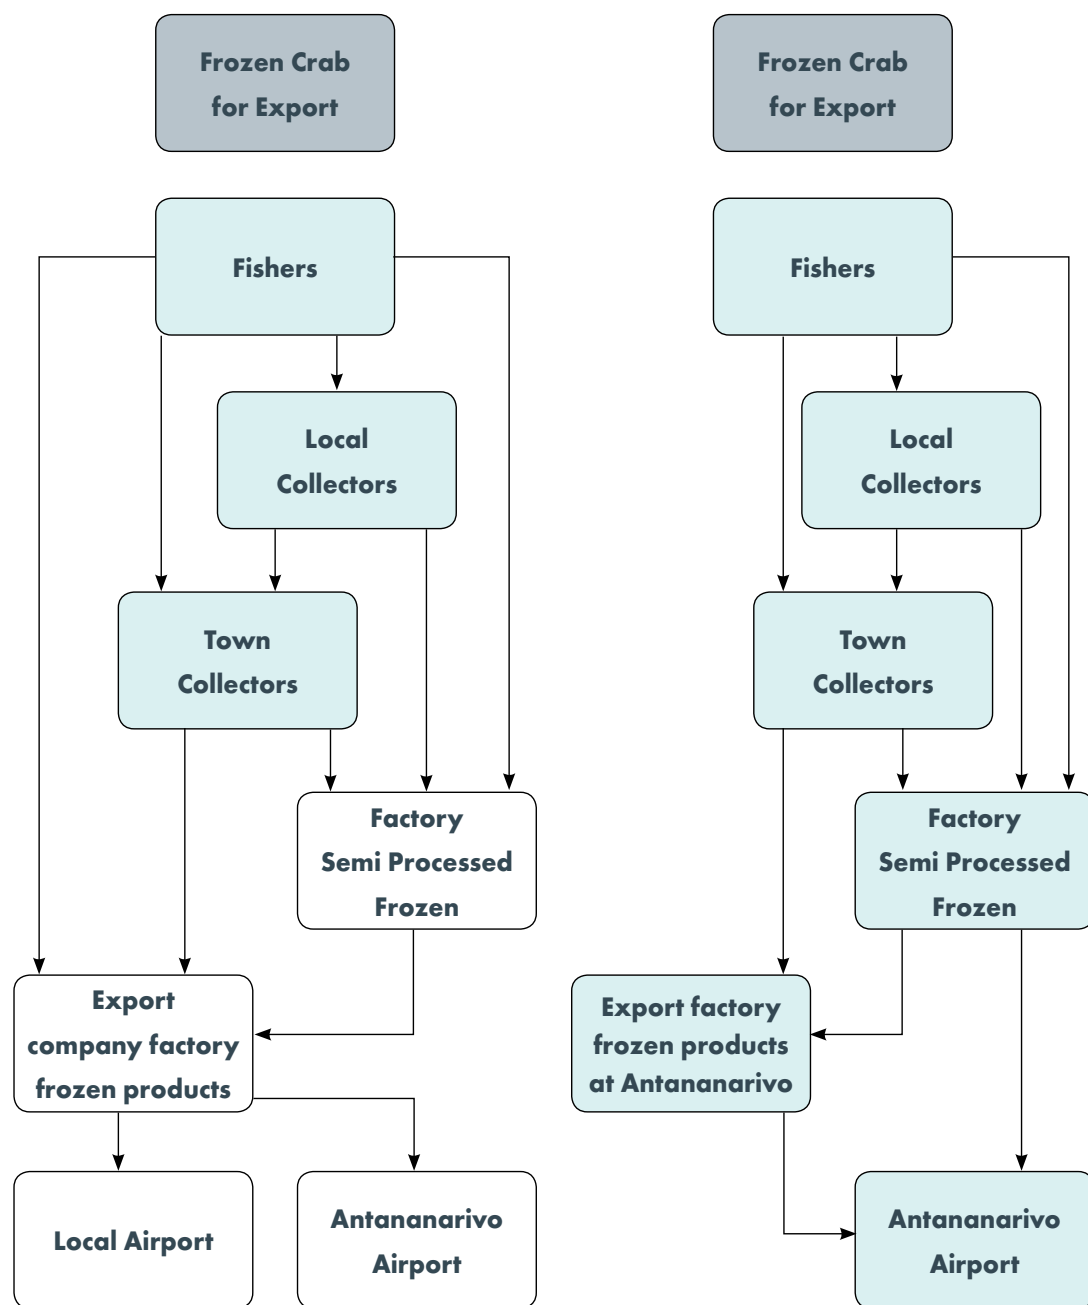 Frozen Crab
for Export
Fishers
Local
Collectors
Town
Collectors
Factory
Semi Processed
Frozen
Export
company factory
frozen products
Local Airport
Antananarivo
Airport
Frozen Crab
for Export
Fishers
Local
Collectors
Town
Collectors
Factory
Semi Processed
Frozen
Export factory
frozen products
at Antananarivo
Antananarivo
Airport